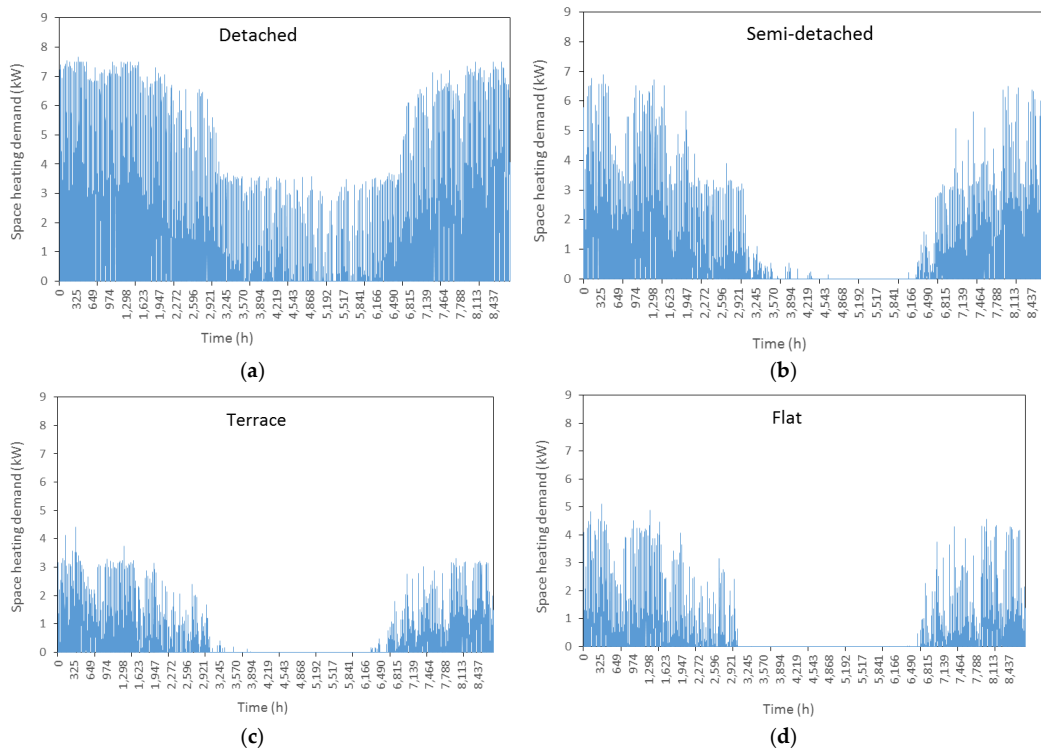 Detached
Space heating demand (kW)
9
8
7
6
5
4
3
2
1
0
0 325 649 974 1,298 1,623 1,947 2,272 2,596 2,921 3,245 3,570 3,894 4,219 4,543 4,868 5,192 5,517 5,841 6,166 6,490 6,815 7,139 7,464 7,788 8,113 8,437
Time (h)
(a)
Semi-detached
Space heating demand (kW)
9
8
7
6
5
4
3
2
1
0
0 325 649 974 1,298 1,623 1,947 2,272 2,596 2,921 3,245 3,570 3,894 4,219 4,543 4,868 5,192 5,517 5,841 6,166 6,490 6,815 7,139 7,464 7,788 8,113 8,437
Time (h)
(b)
Terrace
Space heating demand (kW)
9
8
7
6
5
4
3
2
1
0
0 325 649 974 1,298 1,623 1,947 2,272 2,596 2,921 3,245 3,570 3,894 4,219 4,543 4,868 5,192 5,517 5,841 6,166 6,490 6,815 7,139 7,464 7,788 8,113 8,437
Time (h)
(c)
Flat
Space heating demand (kW)
9
8
7
6
5
4
3
2
1
0
0 325 649 974 1,298 1,623 1,947 2,272 2,596 2,921 3,245 3,570 3,894 4,219 4,543 4,868 5,192 5,517 5,841 6,166 6,490 6,815 7,139 7,464 7,788 8,113 8,437
Time (h)
(d)